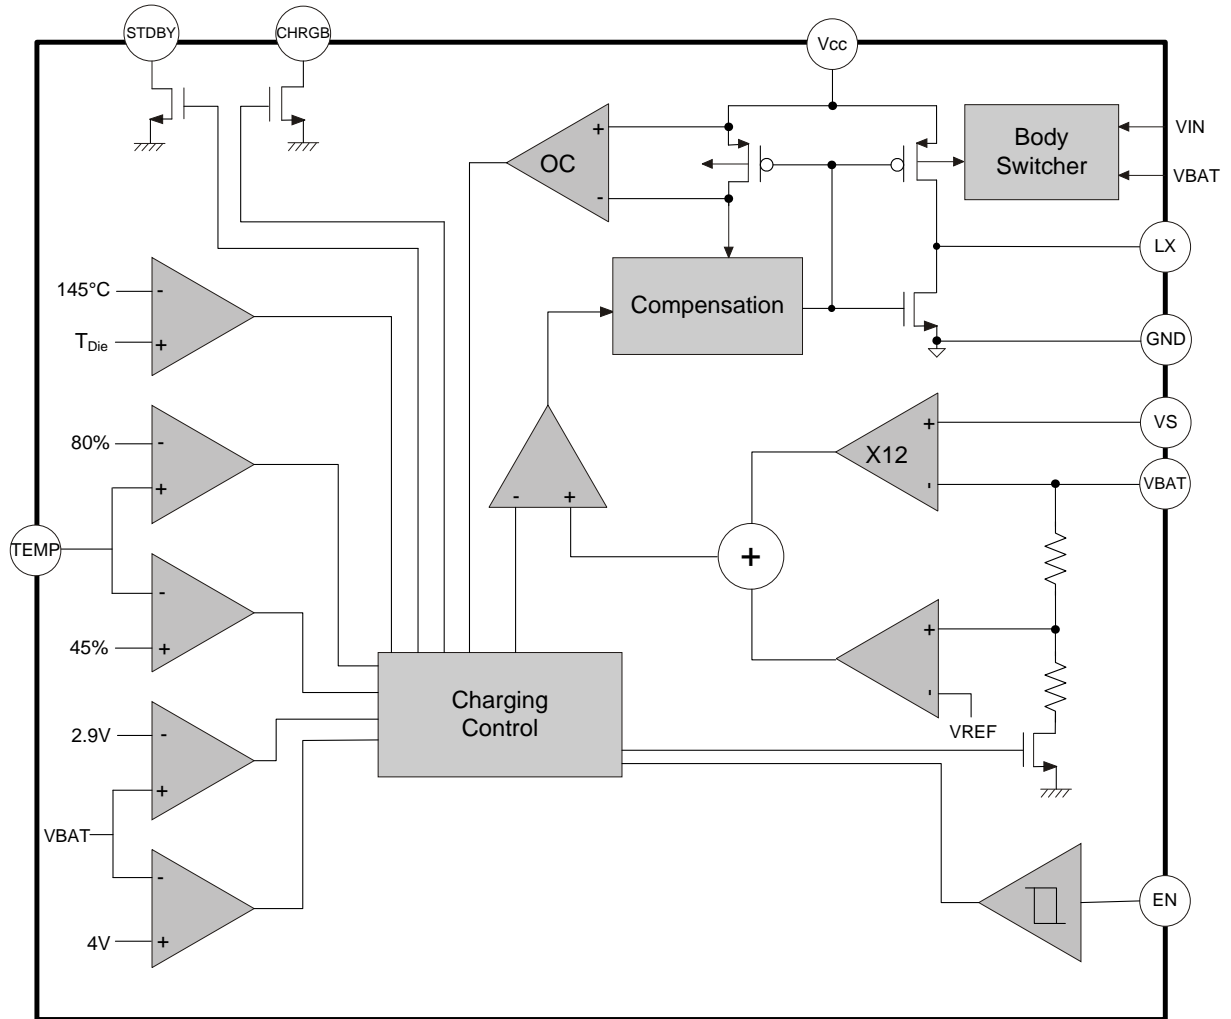 STDBY
CHRGB
Vcc
Body
Switcher
VIN
VBAT
+
OC
-
LX
145°C
-
TDie
+
Compensation
GND
80%
-
+
VS
+
X12
-
VBAT
- +
TEMP
+
-
45%
+
+
-
VREF
Charging
Control
2.9V
-
+
VBAT
-
4V
+
EN